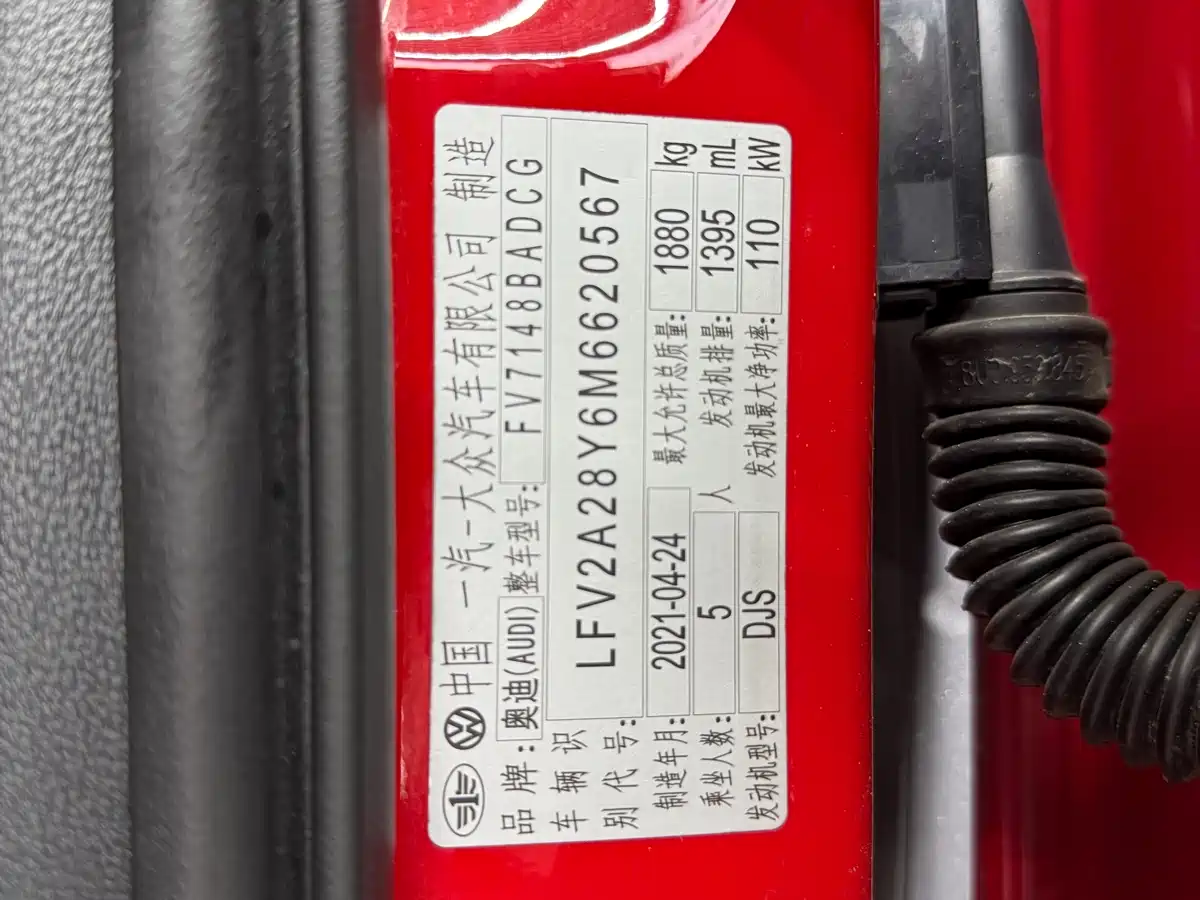 中国 一汽-大众汽车有限公司 制造
品牌: 奥迪(AUDI) 整车型号: FV7148BADCG
车辆识别代号: LFV2A28Y6M6620567
制造年月: 2021-04-24 最大允许总质量: 1880 kg
乘坐人数: 5 人 发动机排量: 1395 mL
发动机型号: DJS 发动机最大净功率: 110 kW